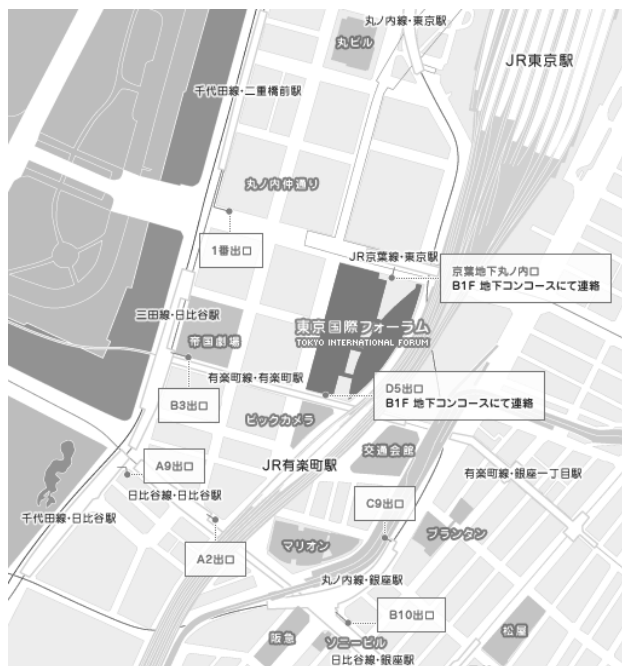 丸ノ内線・東京駅
丸ビル
JR東京駅
千代田線・二重橋前駅
丸ノ内仲通り
1番出口
JR京葉線・東京駅
京葉地下丸ノ内口
B1F 地下コンコースにて連絡
三田線・日比谷駅
帝国劇場
東京国際フォーラム
TOKYO INTERNATIONAL FORUM
有楽町線・有楽町駅
D5出口
B1F 地下コンコースにて連絡
B3出口
ビックカメラ
交通会館
JR有楽町駅
A9出口
有楽町線・銀座一丁目駅
日比谷線・日比谷駅
千代田線・日比谷駅
C9出口
プランタン
A2出口
マリオン
丸ノ内線・銀座駅
B10出口
阪急
ソニービル
松屋
日比谷線・銀座駅